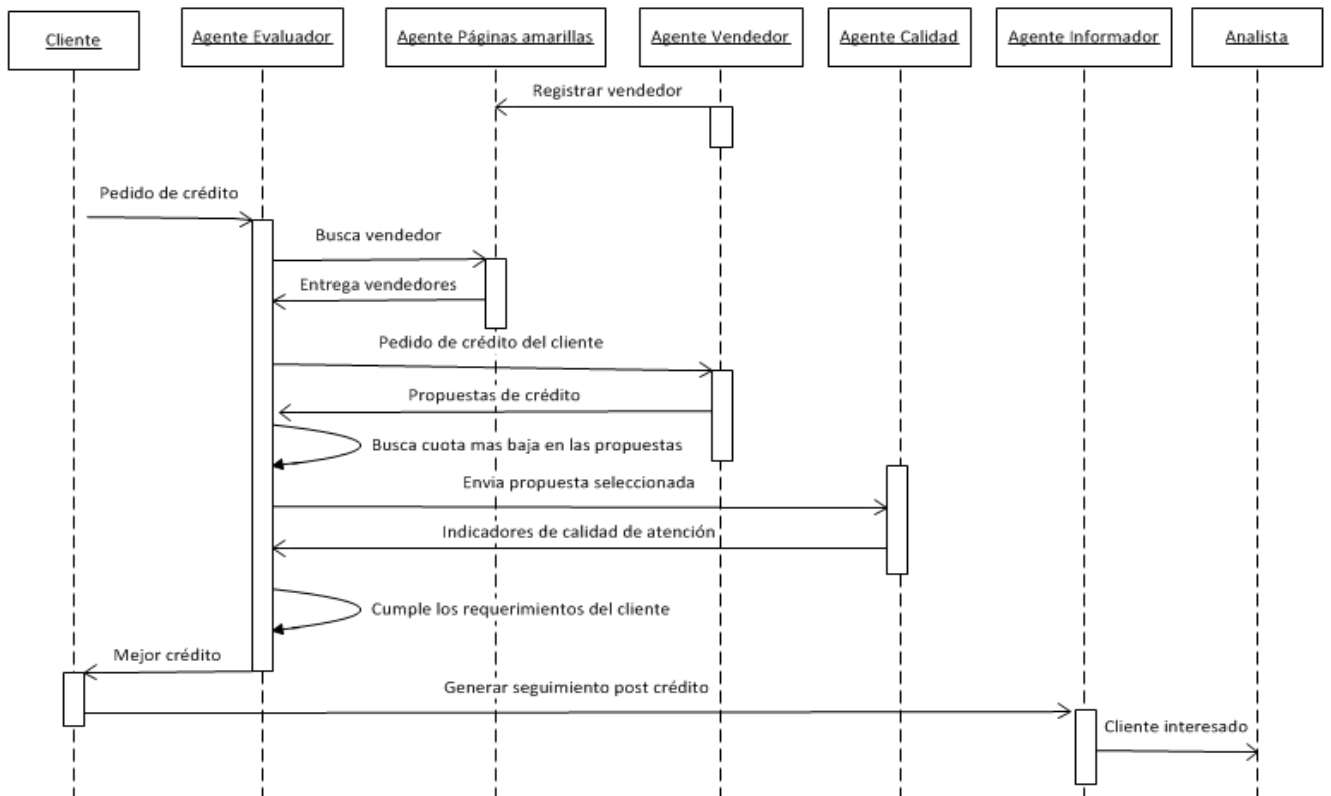 Cliente
Agente Evaluador
Agente Páginas amarillas
Agente Vendedor
Agente Calidad
Agente Informador
Analista
Registrar vendedor
Pedido de crédito
Busca vendedor
Entrega vendedores
Pedido de crédito del cliente
Propuestas de crédito
Busca cuota mas baja en las propuestas
Envia propuesta seleccionada
Indicadores de calidad de atención
Cumple los requerimientos del cliente
Mejor crédito
Generar seguimiento post crédito
Cliente interesado